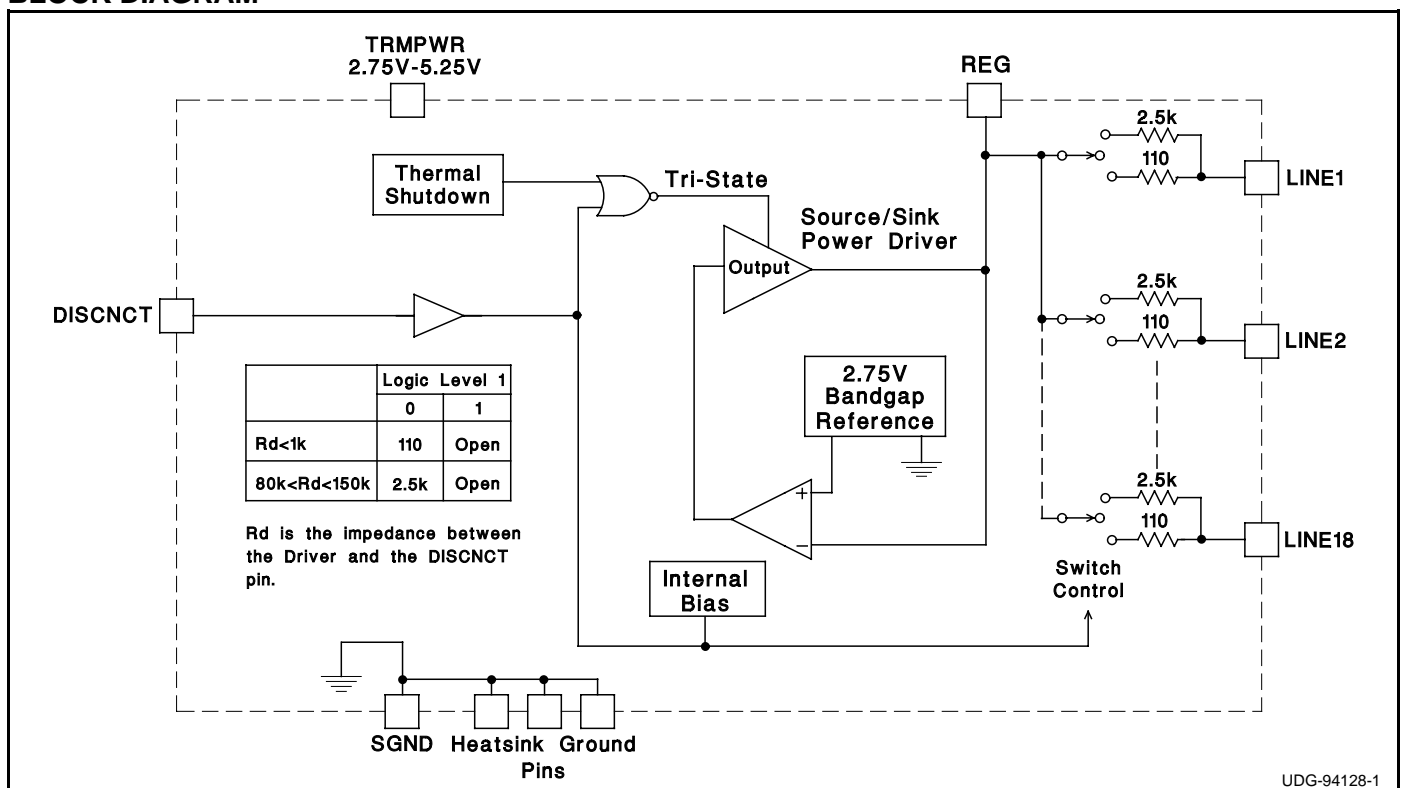 TRMPWR
2.75V-5.25V
REG
2.5k
110
LINE1
Thermal
Shutdown
Tri-State
Source/Sink
Power Driver
Output
DISCNCT
2.5k
110
LINE2
Logic Level 1
0 1
Rd<1k 110 Open
80k<Rd<150k 2.5k Open
Rd is the impedance between
the Driver and the DISCNCT
pin.
2.75V
Bandgap
Reference
+
−
2.5k
110
LINE18
Switch
Control
Internal
Bias
SGND Heatsink Ground
Pins
UDG-94128-1